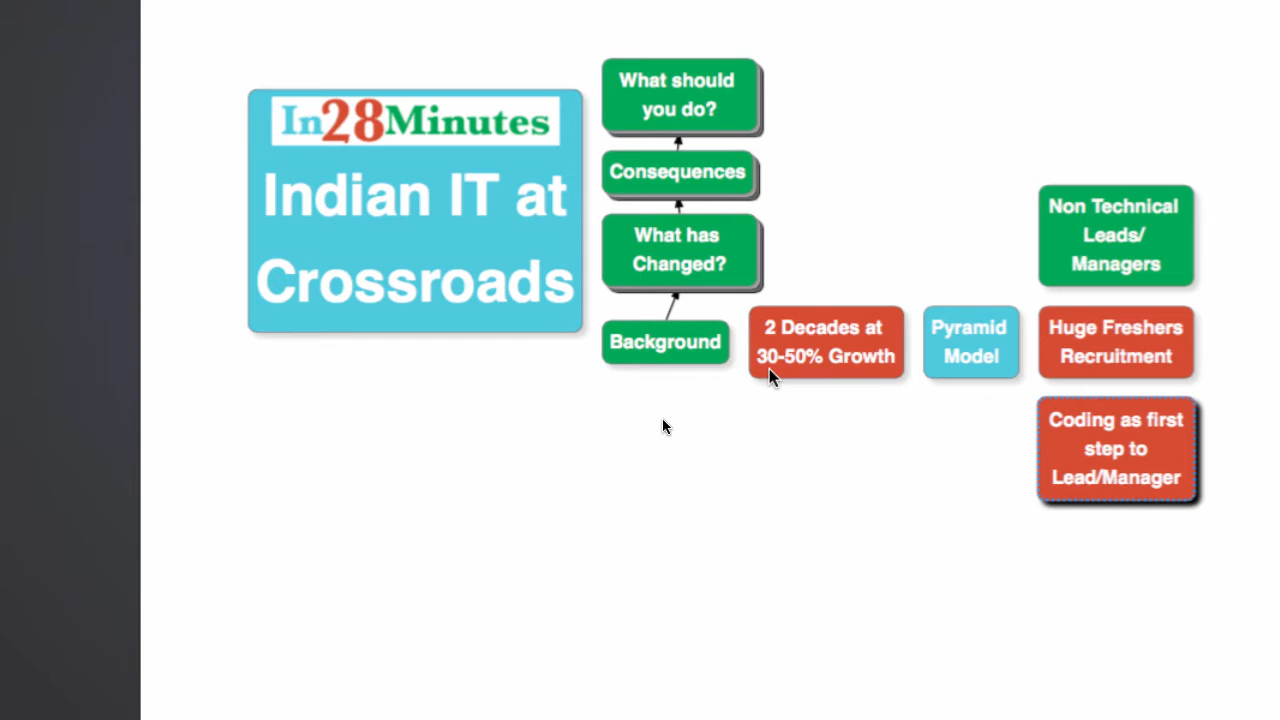 In28Minutes
Indian IT at
Crossroads
What should
you do?
Consequences
What has
Changed?
Background
2 Decades at
30-50% Growth
Pyramid
Model
Non Technical
Leads/
Managers
Huge Freshers
Recruitment
Coding as first
step to
Lead/Manager